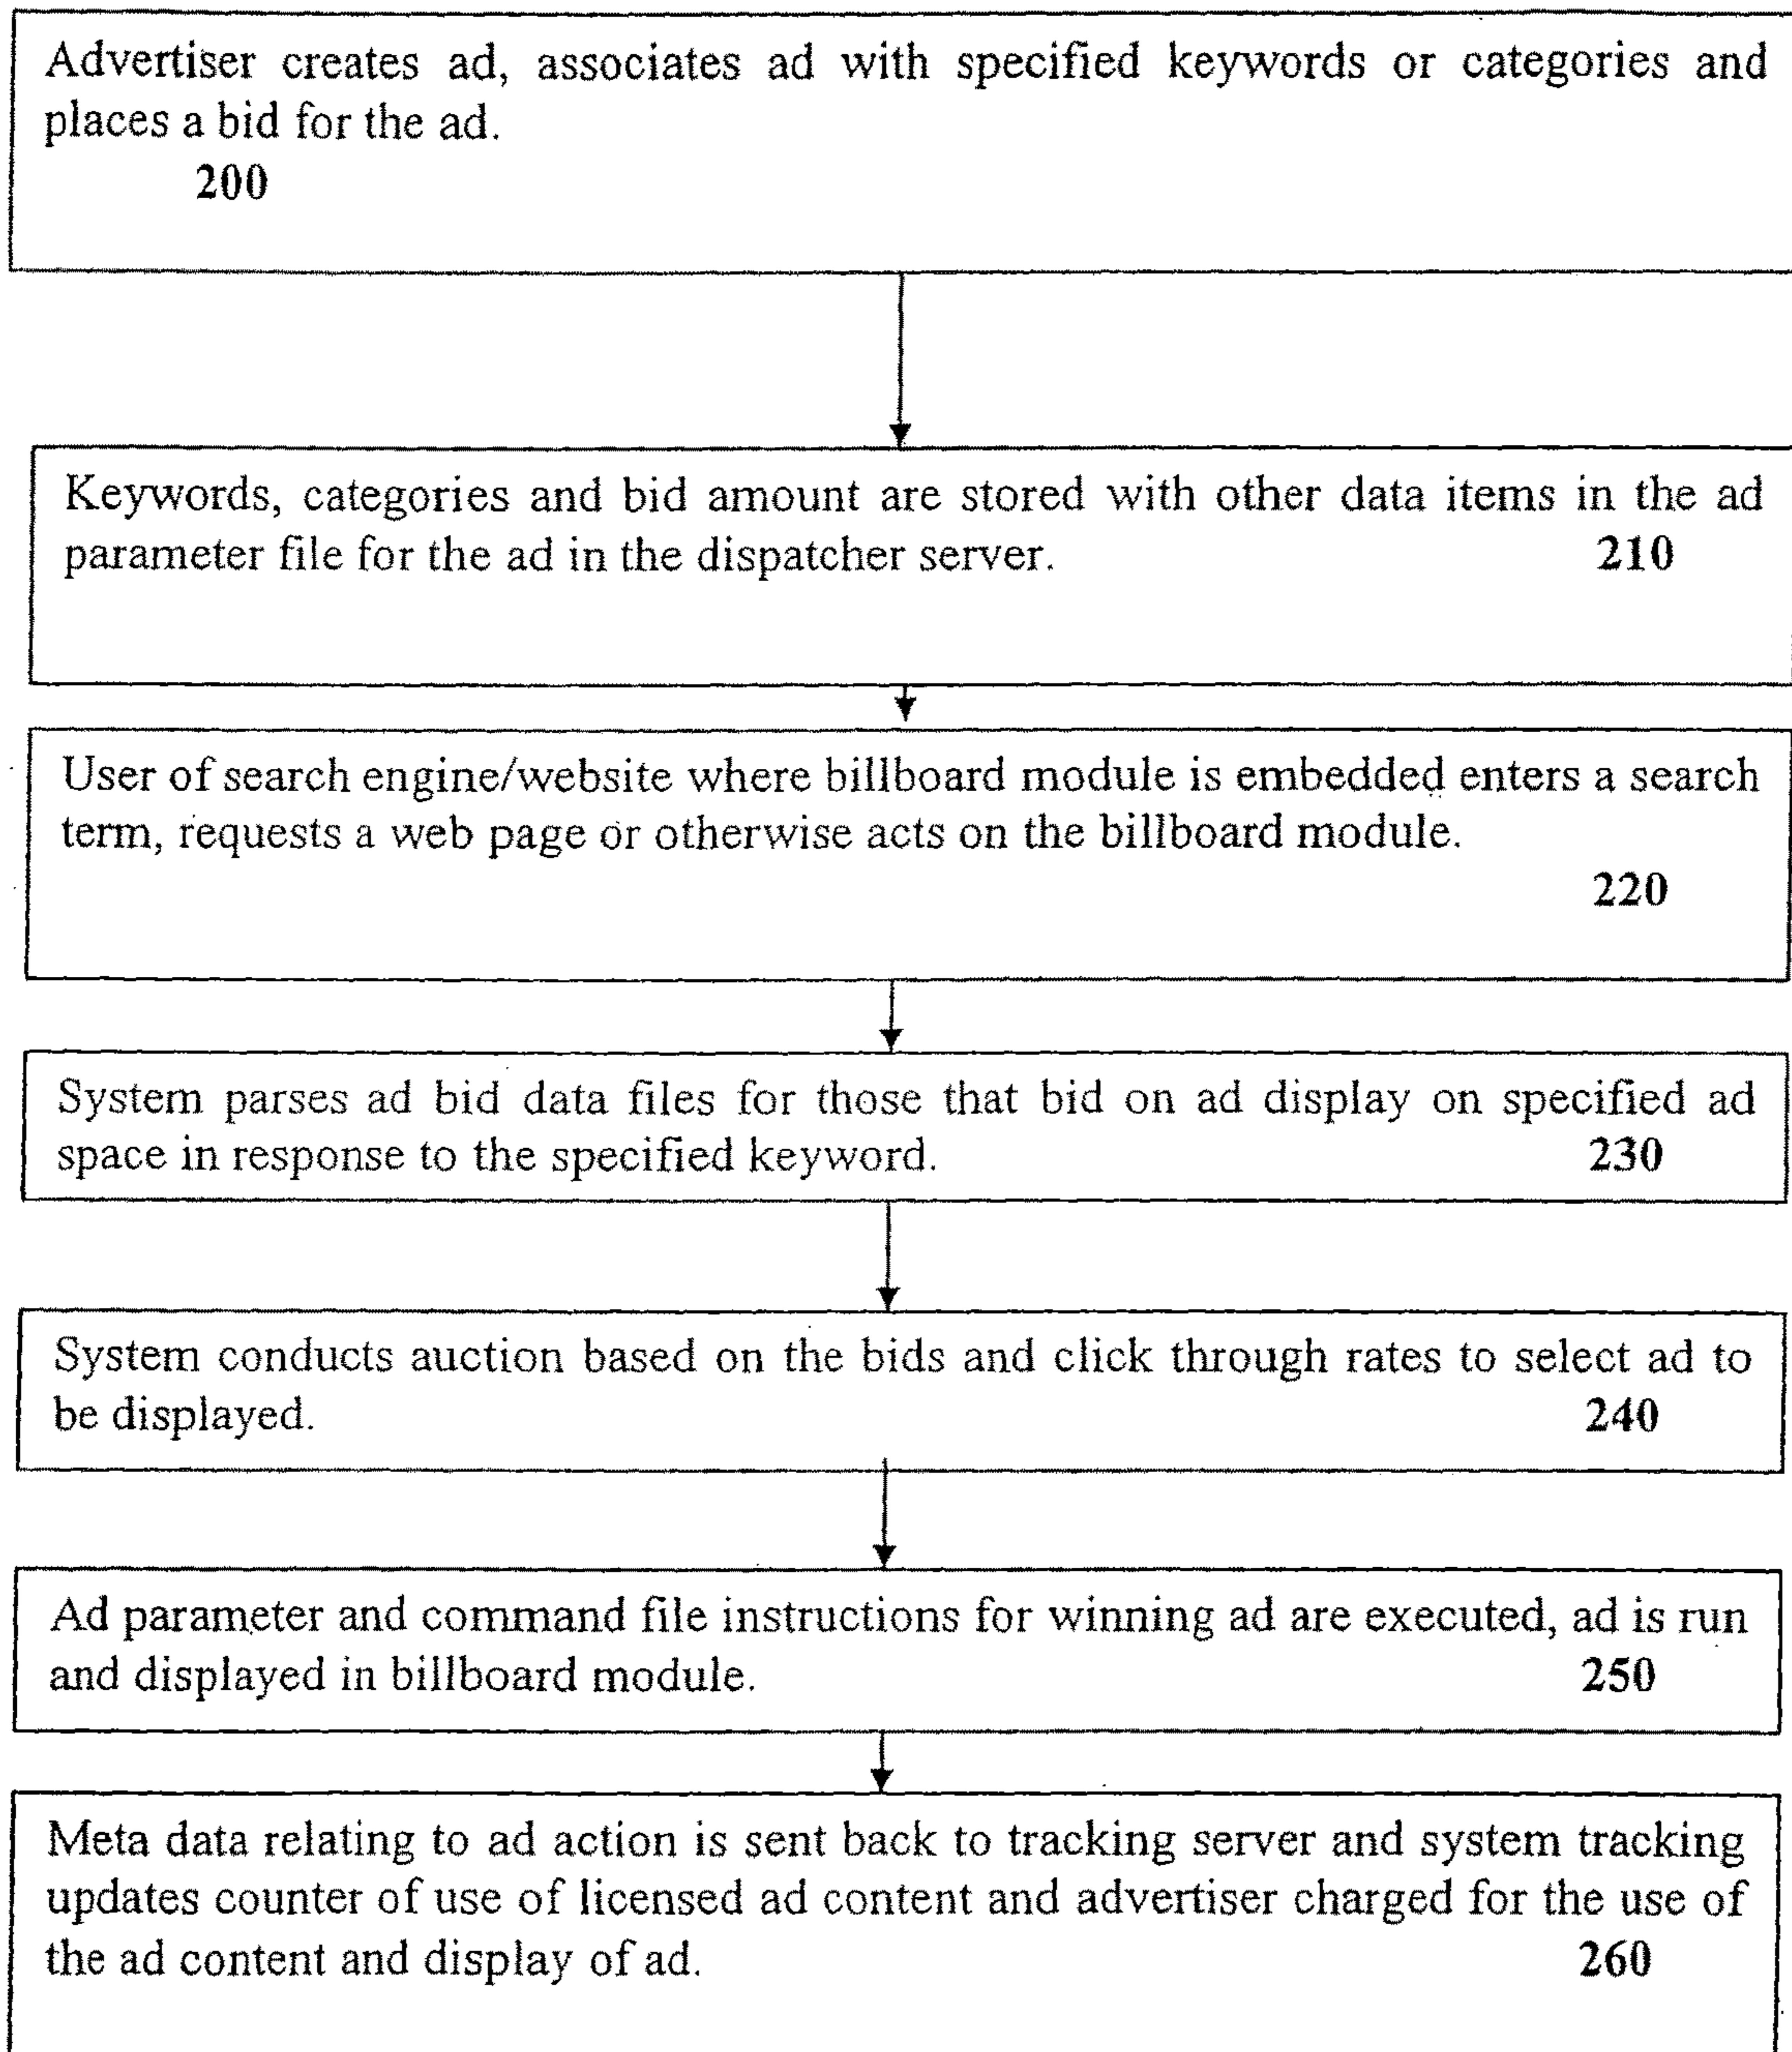 Advertiser creates ad, associates ad with specified keywords or categories and
places a bid for the ad.
200
Keywords, categories and bid amount are stored with other data items in the ad
parameter file for the ad in the dispatcher server. 210
User of search engine/website where billboard module is embedded enters a search
term, requests a web page or otherwise acts on the billboard module.
220
System parses ad bid data files for those that bid on ad display on specified ad
space in response to the specified keyword. 230
System conducts auction based on the bids and click through rates to select ad to
be displayed. 240
Ad parameter and command file instructions for winning ad are executed, ad is run
and displayed in billboard module. 250
Meta data relating to ad action is sent back to tracking server and system tracking
updates counter of use of licensed ad content and advertiser charged for the use of
the ad content and display of ad. 260